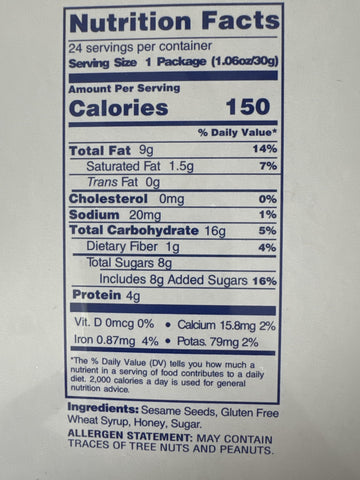 Nutrition Facts
24 servings per container
Serving Size 1 Package (1.06oz/30g)
Amount Per Serving
Calories 150
% Daily Value*
Total Fat 9g 14%
Saturated Fat 1.5g 7%
Trans Fat 0g
Cholesterol 0mg 0%
Sodium 20mg 1%
Total Carbohydrate 16g 5%
Dietary Fiber 1g 4%
Total Sugars 8g
Includes 8g Added Sugars 16%
Protein 4g
Vit. D 0mcg 0% • Calcium 15.8mg 2%
Iron 0.87mg 4% • Potas. 79mg 2%
*The % Daily Value (DV) tells you how much a
nutrient in a serving of food contributes to a daily
diet. 2,000 calories a day is used for general
nutrition advice.
Ingredients: Sesame Seeds, Gluten Free
Wheat Syrup, Honey, Sugar.
ALLERGEN STATEMENT: MAY CONTAIN
TRACES OF TREE NUTS AND PEANUTS.